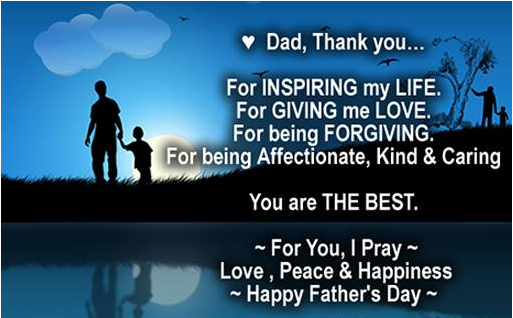 ♥ Dad, Thank you...
For INSPIRING my LIFE.
For GIVING me LOVE.
For being FORGIVING.
For being Affectionate, Kind & Caring
You are THE BEST.
~ For You, I Pray ~
Love , Peace & Happiness
~ Happy Father's Day ~